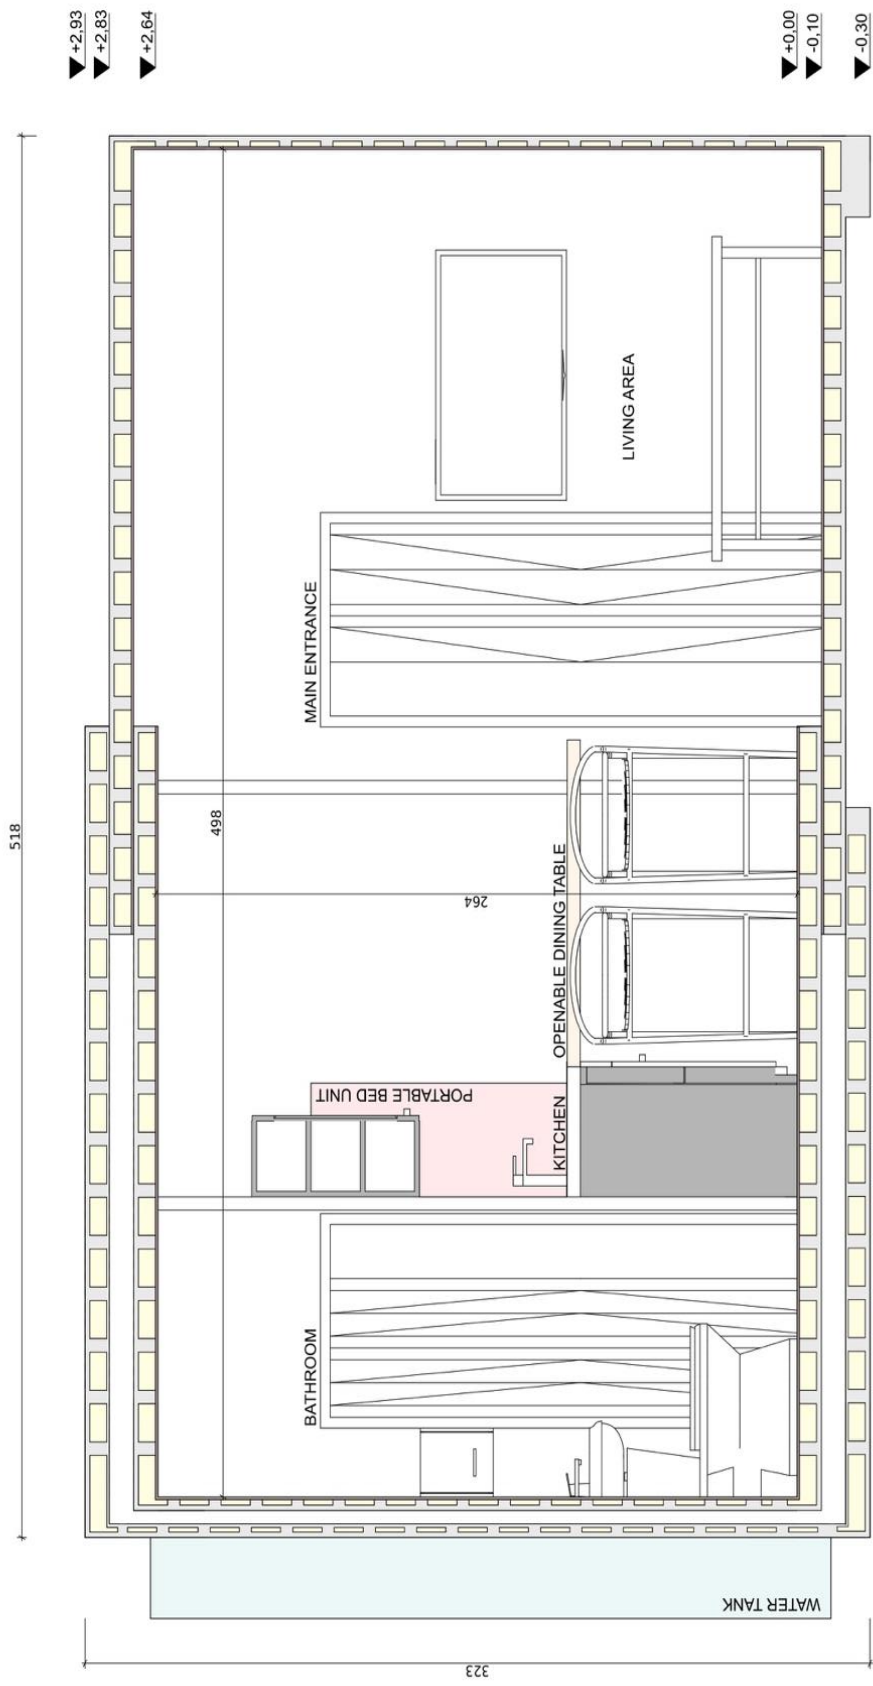 +2,93
+2,83
+2,64
+0,00
-0,10
-0,30
518
498
264
323
LIVING AREA
MAIN ENTRANCE
OPENABLE DINING TABLE
PORTABLE BED UNIT
KITCHEN
BATHROOM
WATER TANK